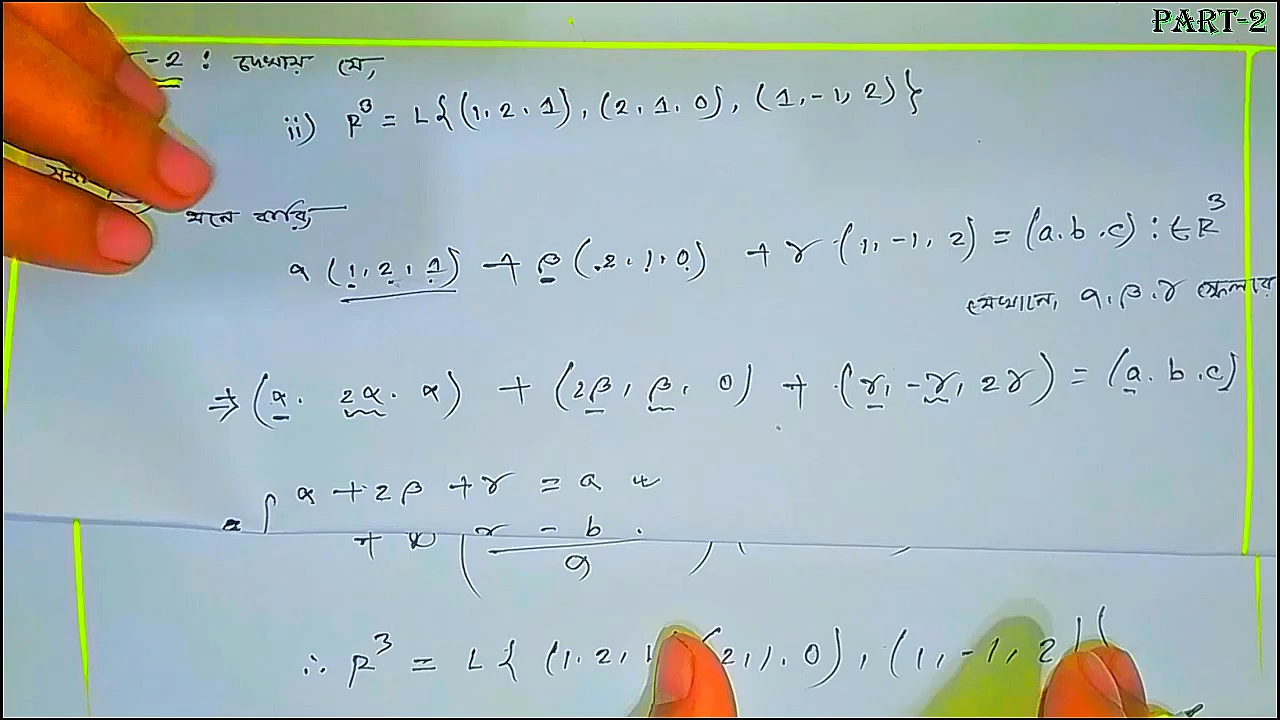 PART-2
-2 : দেখাও যে,
ii) R³ = L{(1, 2, 1), (2, 1, 0), (1, -1, 2)}
মনে করি,
α (1, 2, 1) + β (2, 1, 0) + γ (1, -1, 2) = (a, b, c) : ∈ R³
যেখানে, α, β, γ স্কেলার
⇒ (α, 2α, α) + (2β, β, 0) + (γ, -γ, 2γ) = (a, b, c)
α + 2β + γ = a
∴ R³ = L{ (1, 2, 1 (2, 1, 0), (1, -1, 2)